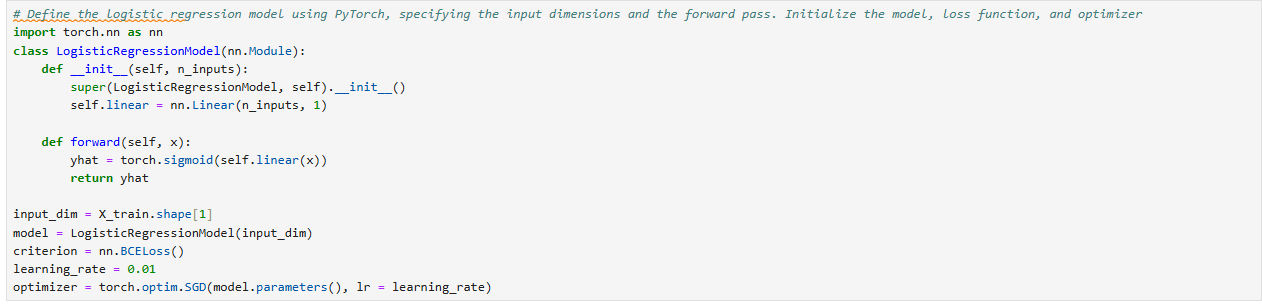 # Define the logistic regression model using PyTorch, specifying the input dimensions and the forward pass. Initialize the model, loss function, and optimizer
import torch.nn as nn
class LogisticRegressionModel(nn.Module):
    def __init__(self, n_inputs):
        super(LogisticRegressionModel, self).__init__()
        self.linear = nn.Linear(n_inputs, 1)

    def forward(self, x):
        yhat = torch.sigmoid(self.linear(x))
        return yhat

input_dim = X_train.shape[1]
model = LogisticRegressionModel(input_dim)
criterion = nn.BCELoss()
learning_rate = 0.01
optimizer = torch.optim.SGD(model.parameters(), lr = learning_rate)